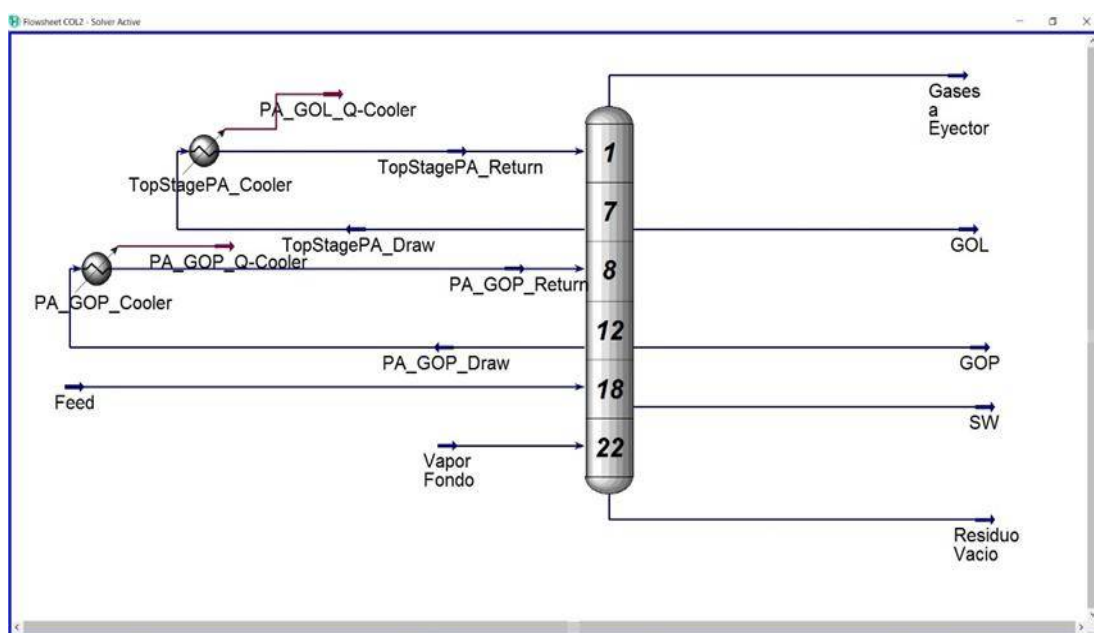 Flowsheet COL2 - Solver Active
Gases
a
Eyector
PA_GOL_Q-Cooler
1
TopStagePA_Return
TopStagePA_Cooler
7
TopStagePA_Draw
GOL
PA_GOP_Q-Cooler
8
PA_GOP_Return
PA_GOP_Cooler
12
PA_GOP_Draw
GOP
18
Feed
SW
22
Vapor
Fondo
Residuo
Vacio